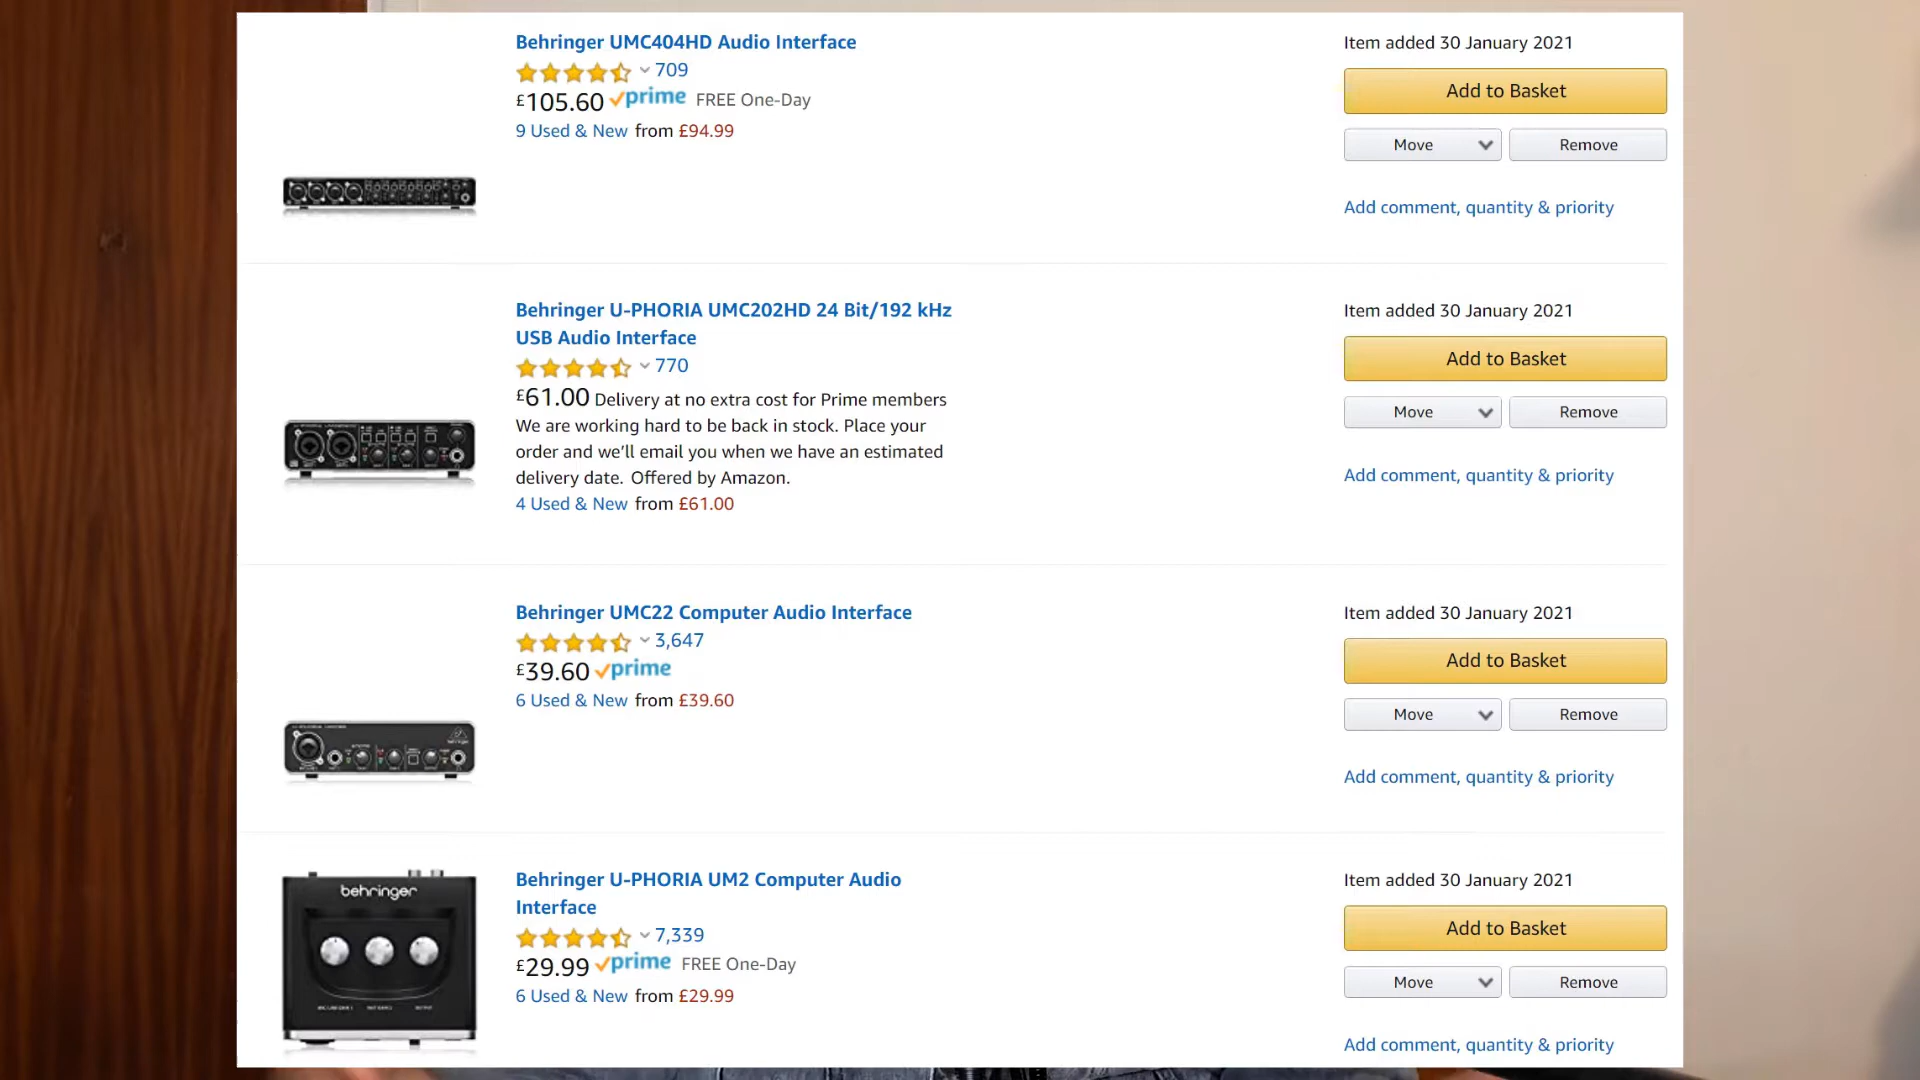 Behringer UMC404HD Audio Interface
709
£105.60 prime FREE One-Day
9 Used & New from £94.99
Item added 30 January 2021
Add to Basket
Move Remove
Add comment, quantity & priority
Behringer U-PHORIA UMC202HD 24 Bit/192 kHz
USB Audio Interface
770
£61.00 Delivery at no extra cost for Prime members
We are working hard to be back in stock. Place your
order and we’ll email you when we have an estimated
delivery date. Offered by Amazon.
4 Used & New from £61.00
Item added 30 January 2021
Add to Basket
Move Remove
Add comment, quantity & priority
Behringer UMC22 Computer Audio Interface
3,647
£39.60 prime
6 Used & New from £39.60
Item added 30 January 2021
Add to Basket
Move Remove
Add comment, quantity & priority
behringer
Behringer U-PHORIA UM2 Computer Audio
Interface
7,339
£29.99 prime FREE One-Day
6 Used & New from £29.99
Item added 30 January 2021
Add to Basket
Move Remove
Add comment, quantity & priority